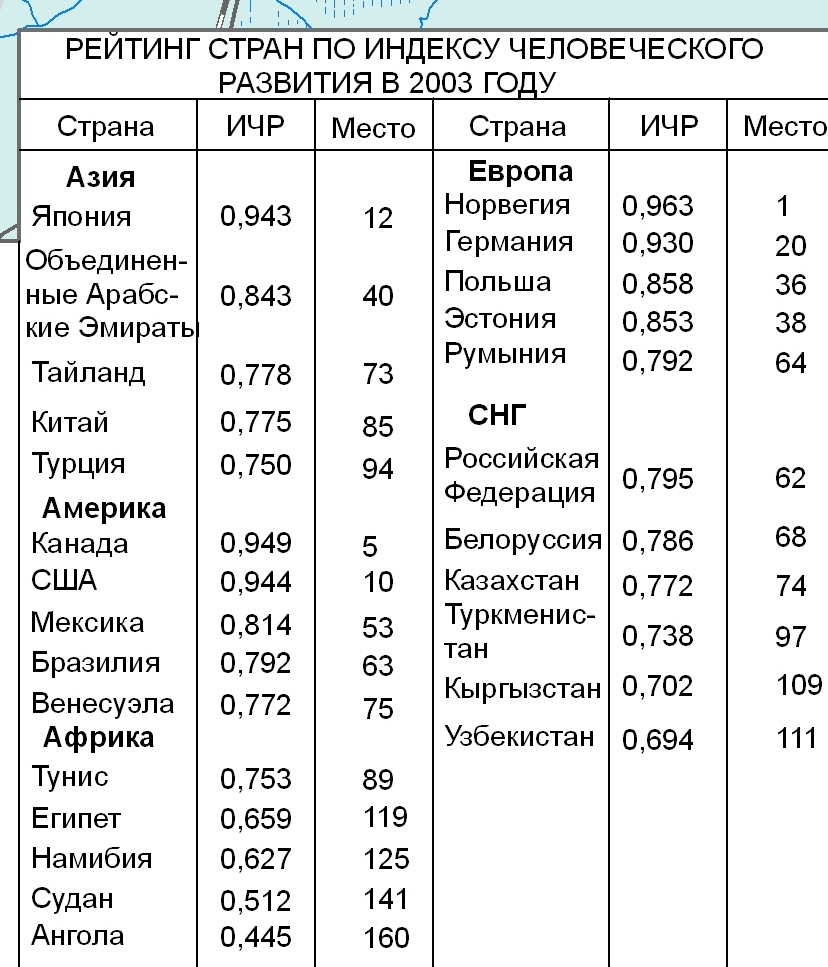 РЕЙТИНГ СТРАН ПО ИНДЕКСУ ЧЕЛОВЕЧЕСКОГО
РАЗВИТИЯ В 2003 ГОДУ
Страна ИЧР Место
Азия
Япония 0,943 12
Объединен-
ные Арабс- 0,843 40
кие Эмираты
Тайланд 0,778 73
Китай 0,775 85
Турция 0,750 94
Америка
Канада 0,949 5
США 0,944 10
Мексика 0,814 53
Бразилия 0,792 63
Венесуэла 0,772 75
Африка
Тунис 0,753 89
Египет 0,659 119
Намибия 0,627 125
Судан 0,512 141
Ангола 0,445 160
Страна ИЧР Место
Европа
Норвегия 0,963 1
Германия 0,930 20
Польша 0,858 36
Эстония 0,853 38
Румыния 0,792 64
СНГ
Российская
Федерация 0,795 62
Белоруссия 0,786 68
Казахстан 0,772 74
Туркменис-
тан 0,738 97
Кыргызстан 0,702 109
Узбекистан 0,694 111